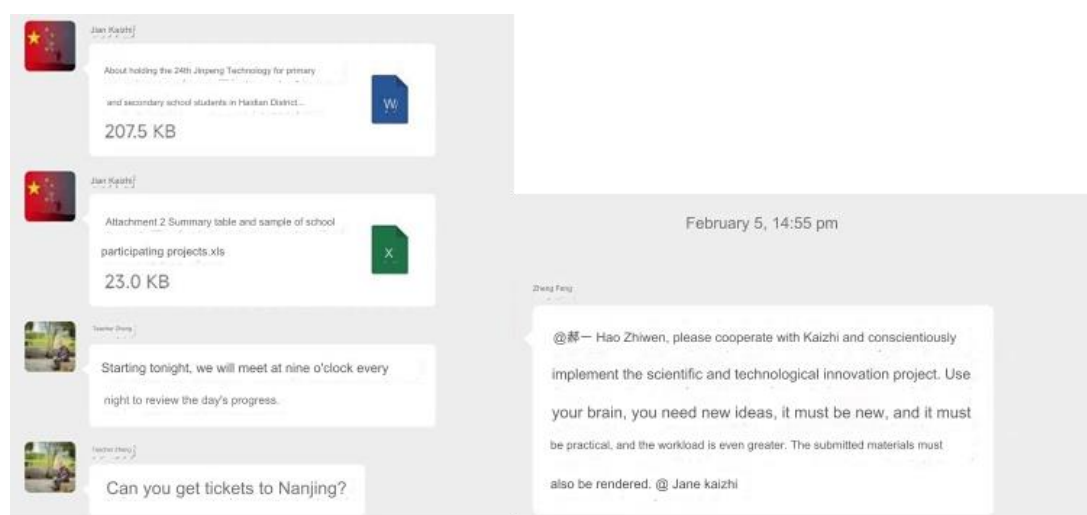 Jian Kaizhi
About holding the 24th Jinpeng Technology for primary
and secondary school students in Haidian District...
W
207.5 KB
Jian Kaizhi
Attachment 2 Summary table and sample of school
participating projects.xls
X
23.0 KB
Teacher Zheng
Starting tonight, we will meet at nine o'clock every
night to review the day's progress.
Teacher Zheng
Can you get tickets to Nanjing?
February 5, 14:55 pm
Zheng Fang
@郝一 Hao Zhiwen, please cooperate with Kaizhi and conscientiously
implement the scientific and technological innovation project. Use
your brain, you need new ideas, it must be new, and it must
be practical, and the workload is even greater. The submitted materials must
also be rendered. @ Jane kaizhi